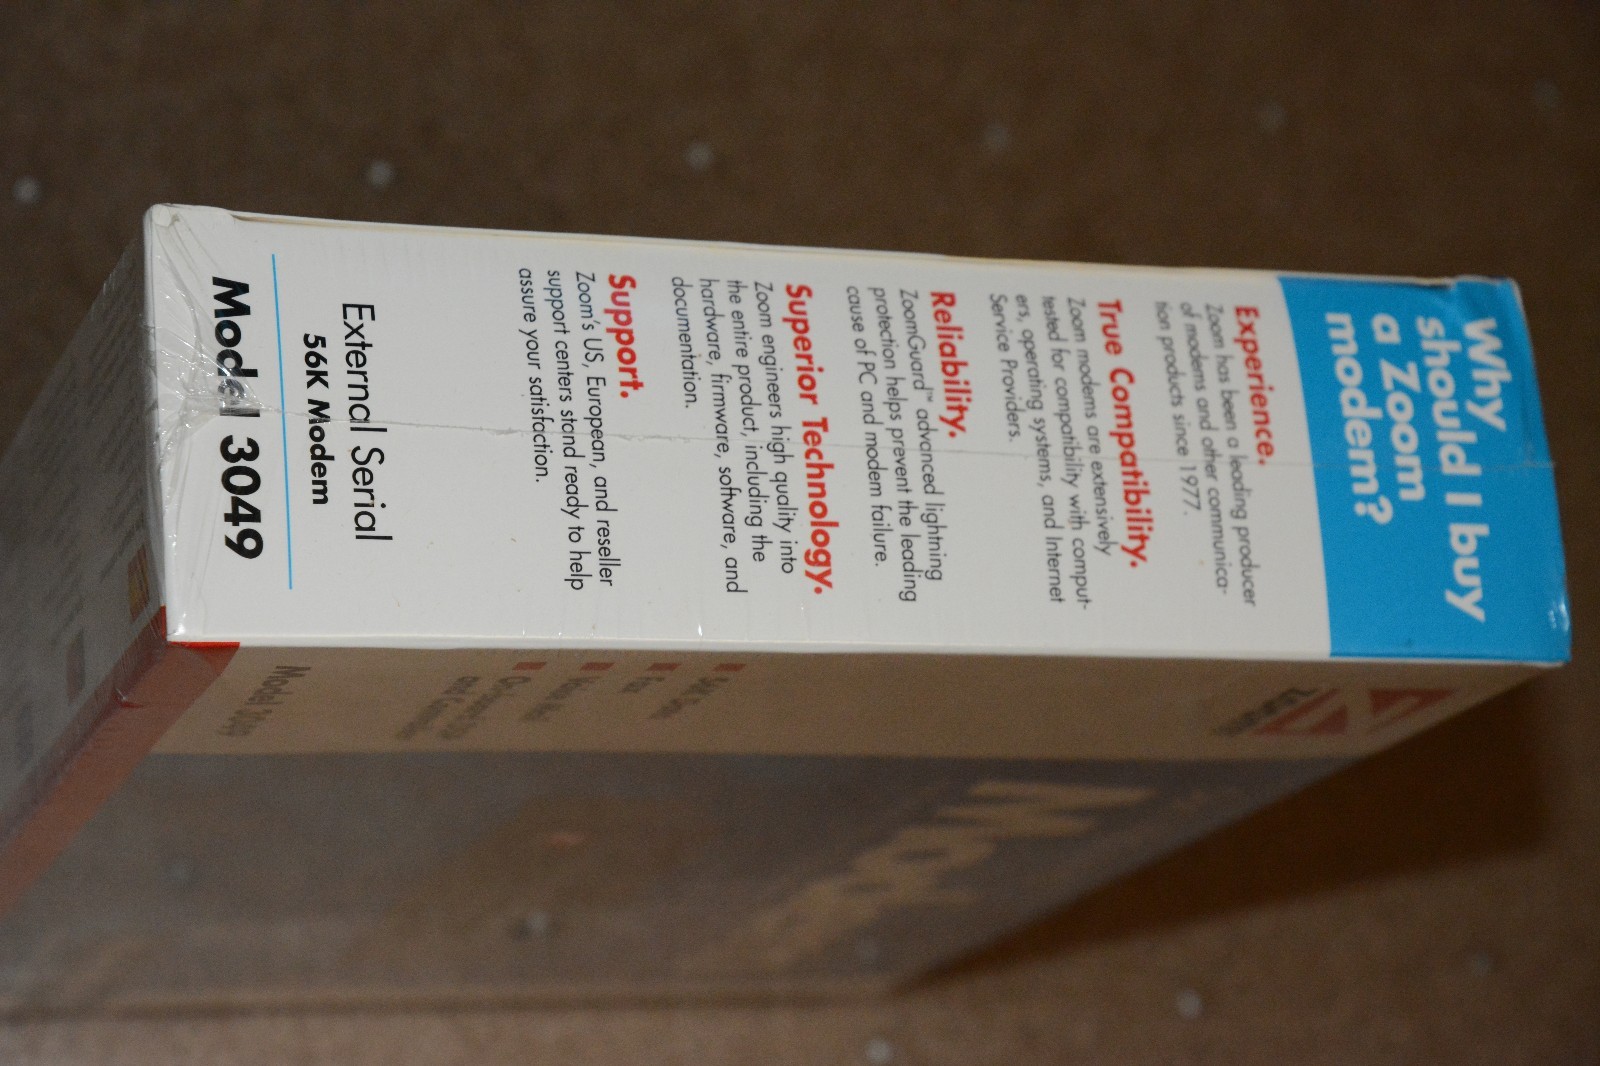 Why
should I buy
a Zoom
modem?
Experience.
Zoom has been a leading producer
of modems and other communica-
tion products since 1977.
True Compatibility.
Zoom modems are extensively
tested for compatibility with comput-
ers, operating systems, and Internet
Service Providers.
Reliability.
ZoomGuard™ advanced lightning
protection helps prevent the leading
cause of PC and modem failure.
Superior Technology.
Zoom engineers high quality into
the entire product, including the
hardware, firmware, software, and
documentation.
Support.
Zoom's US, European, and reseller
support centers stand ready to help
assure your satisfaction.
External Serial
56K Modem
Model 3049
ZOOM
Fax
Model 3049